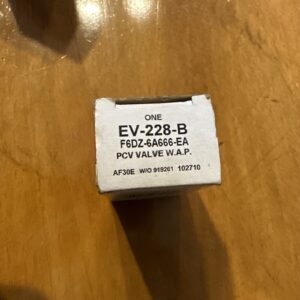 ONE
EV-228-B
F6DZ-6A666-EA
PCV VALVE W.A.P.
AF30E W/O 919261 102710